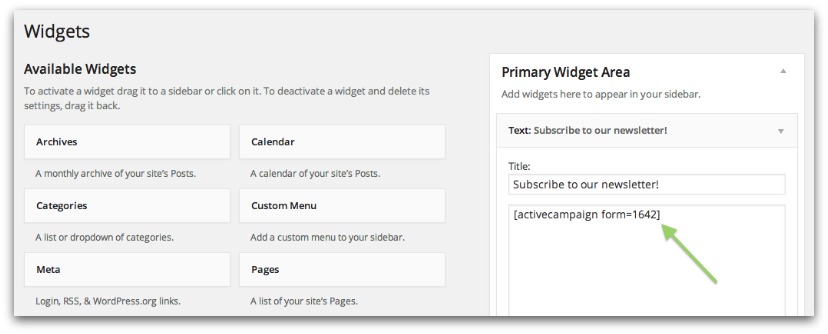 Widgets
Available Widgets
To activate a widget drag it to a sidebar or click on it. To deactivate a widget and delete its
settings, drag it back.
Archives
Calendar
A monthly archive of your site's Posts.
A calendar of your site's Posts.
Categories
Custom Menu
A list or dropdown of categories.
Add a custom menu to your sidebar.
Meta
Pages
Login, RSS, & WordPress.org links.
A list of your site's Pages.
Primary Widget Area
Add widgets here to appear in your sidebar.
Text: Subscribe to our newsletter!
Title:
Subscribe to our newsletter!
[activecampaign form=1642]